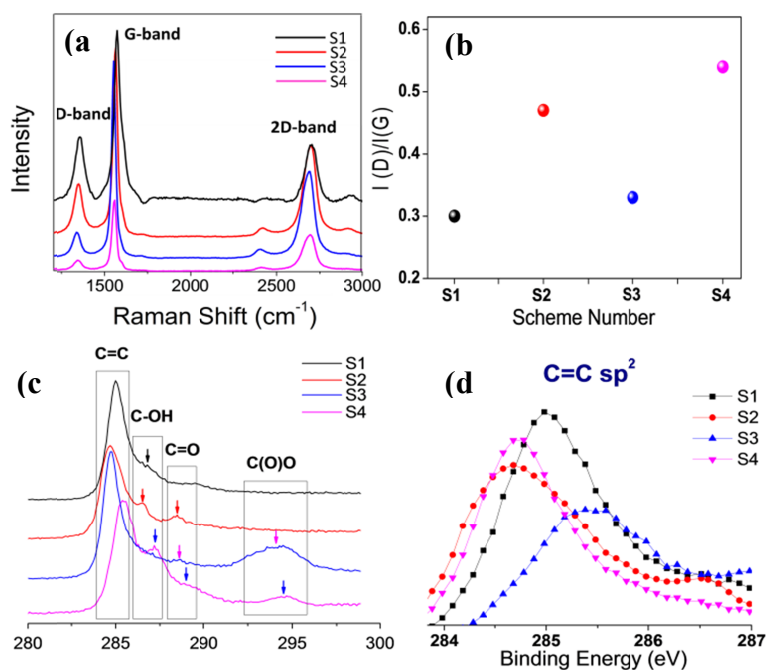 (a)
G-band
D-band
2D-band
S1
S2
S3
S4
Intensity
1500
2000
2500
3000
Raman Shift (cm⁻¹)
(b)
I (D)/I(G)
0.6
0.5
0.4
0.3
0.2
S1
S2
S3
S4
Scheme Number
(c)
C=C
C-OH
C=O
C(O)O
S1
S2
S3
S4
280
285
290
295
300
(d)
C=C sp²
S1
S2
S3
S4
284
285
286
287
Binding Energy (eV)